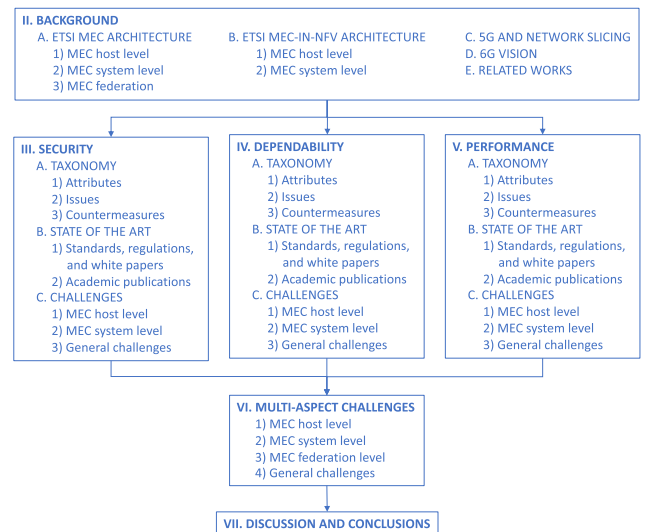 II. BACKGROUND
A. ETSI MEC ARCHITECTURE
1) MEC host level
2) MEC system level
3) MEC federation
B. ETSI MEC-IN-NFV ARCHITECTURE
1) MEC host level
2) MEC system level
C. 5G AND NETWORK SLICING
D. 6G VISION
E. RELATED WORKS
III. SECURITY
A. TAXONOMY
1) Attributes
2) Issues
3) Countermeasures
B. STATE OF THE ART
1) Standards, regulations,
and white papers
2) Academic publications
C. CHALLENGES
1) MEC host level
2) MEC system level
3) General challenges
IV. DEPENDABILITY
A. TAXONOMY
1) Attributes
2) Issues
3) Countermeasures
B. STATE OF THE ART
1) Standards, regulations,
and white papers
2) Academic publications
C. CHALLENGES
1) MEC host level
2) MEC system level
3) General challenges
V. PERFORMANCE
A. TAXONOMY
1) Attributes
2) Issues
3) Countermeasures
B. STATE OF THE ART
1) Standards, regulations,
and white papers
2) Academic publications
C. CHALLENGES
1) MEC host level
2) MEC system level
3) General challenges
VI. MULTI-ASPECT CHALLENGES
1) MEC host level
2) MEC system level
3) MEC federation level
4) General challenges
VII. DISCUSSION AND CONCLUSIONS